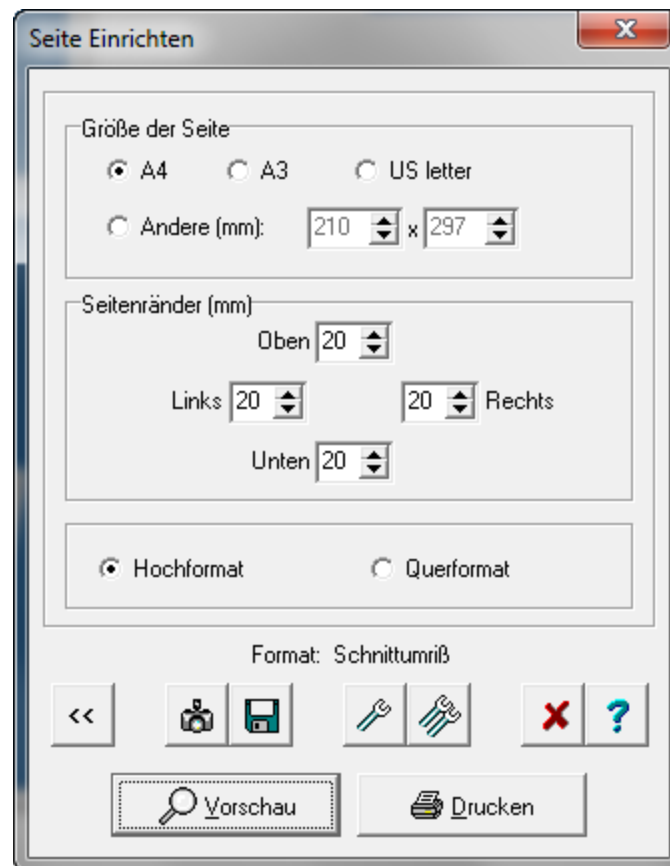 Seite Einrichten
Größe der Seite
A4 A3 US letter
Andere (mm): 210 x 297
Seitenränder (mm)
Oben 20
Links 20 20 Rechts
Unten 20
Hochformat Querformat
Format: Schnittumriß
<<
Vorschau Drucken